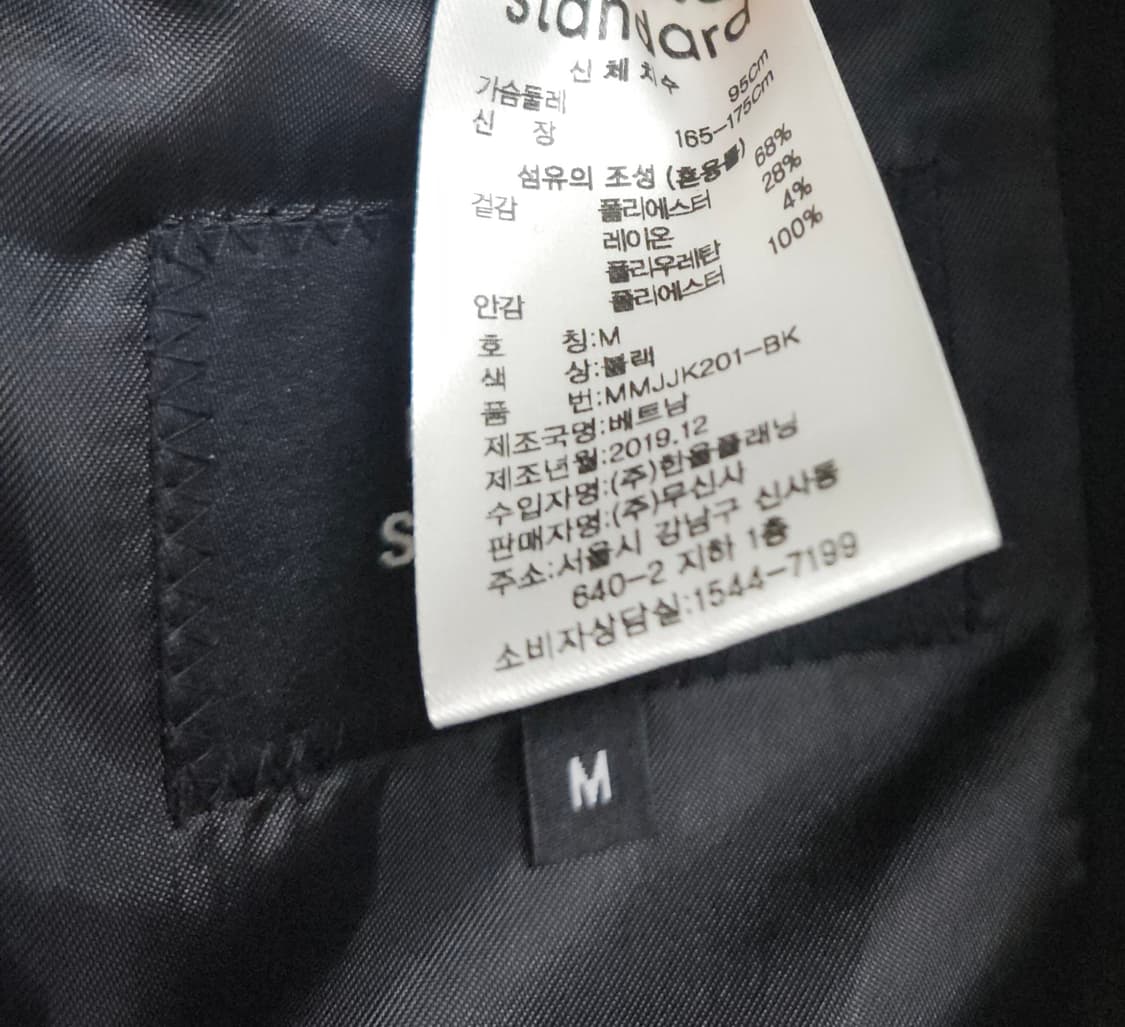 standard
신체치수
가슴둘레 95cm
신 장 165-175cm
섬유의 조성 (혼용률)
겉감 폴리에스터 68%
레이온 28%
폴리우레탄 4%
안감 폴리에스터 100%
호 칭:M
색 상:블랙
품 번:MMJJK201-BK
제조국명:베트남
제조년월:2019.12
수입자명:(주)한울플래닝
판매자명:(주)무신사
주소:서울시 강남구 신사동
640-2 지하 1층
소비자상담실:1544-7199
S
M